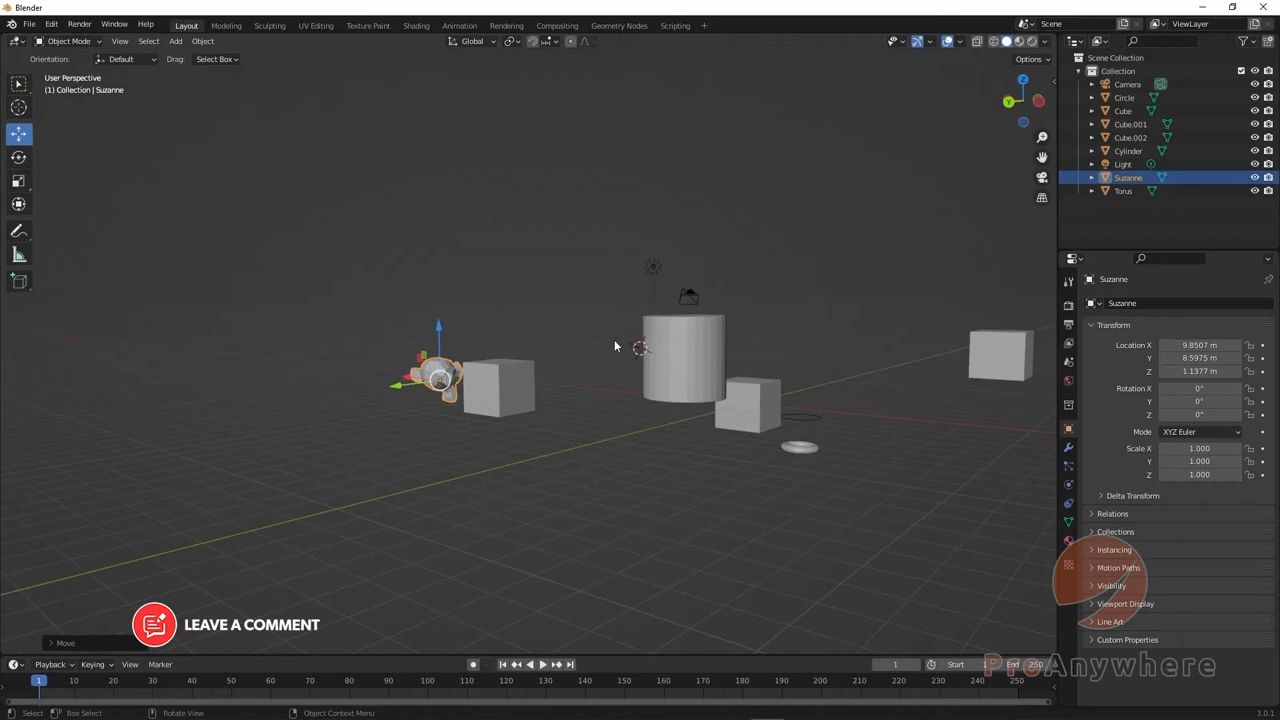 Blender
File Edit Render Window Help Layout Modeling Sculpting UV Editing Texture Paint Shading Animation Rendering Compositing Geometry Nodes Scripting + Scene ViewLayer
Object Mode View Select Add Object Global
Orientation: Default Drag: Select Box Options
User Perspective
(1) Collection | Suzanne
Z
Y
Scene Collection
Collection
Camera
Circle
Cube
Cube.001
Cube.002
Cylinder
Light
Suzanne
Torus
Suzanne
Suzanne
Transform
Location X 9.8507 m
Y 8.5975 m
Z 1.1377 m
Rotation X 0°
Y 0°
Z 0°
Mode XYZ Euler
Scale X 1.000
Y 1.000
Z 1.000
Delta Transform
Relations
Collections
Instancing
Motion Paths
Visibility
Viewport Display
Line Art
Custom Properties
LEAVE A COMMENT
Move
ProAnywhere
Playback Keying View Marker 1 Start 1 End 250
1 10 20 30 40 50 60 70 80 90 100 110 120 130 140 150 160 170 180 190 200 210 220 230 240 250
Select Box Select Rotate View Object Context Menu 3.0.1